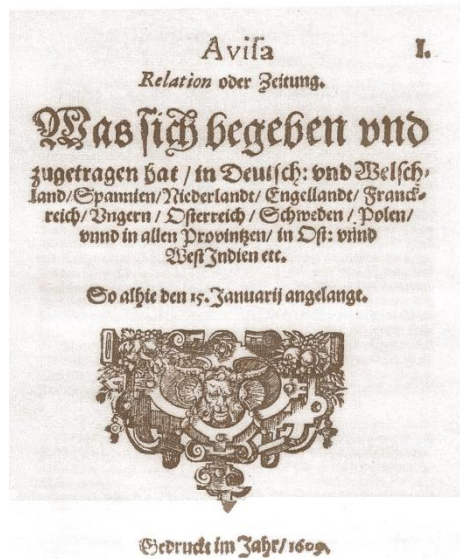 Aviſa
I.
Relation oder Zeitung.
Was ſich begeben vnd
zugetragen hat / in Deutſch: vnd Welſch-
land/Spannien/Niederlandt/Engellandt/Franck-
reich/Vngern/Oſterreich/Schweden/Polen/
vnnd in allen Provintzen/in Oſt: vnnd
WeſtIndien etc.
So alhie den 15. Januarij angelangt.
Gedruckt im Jahr/1609.